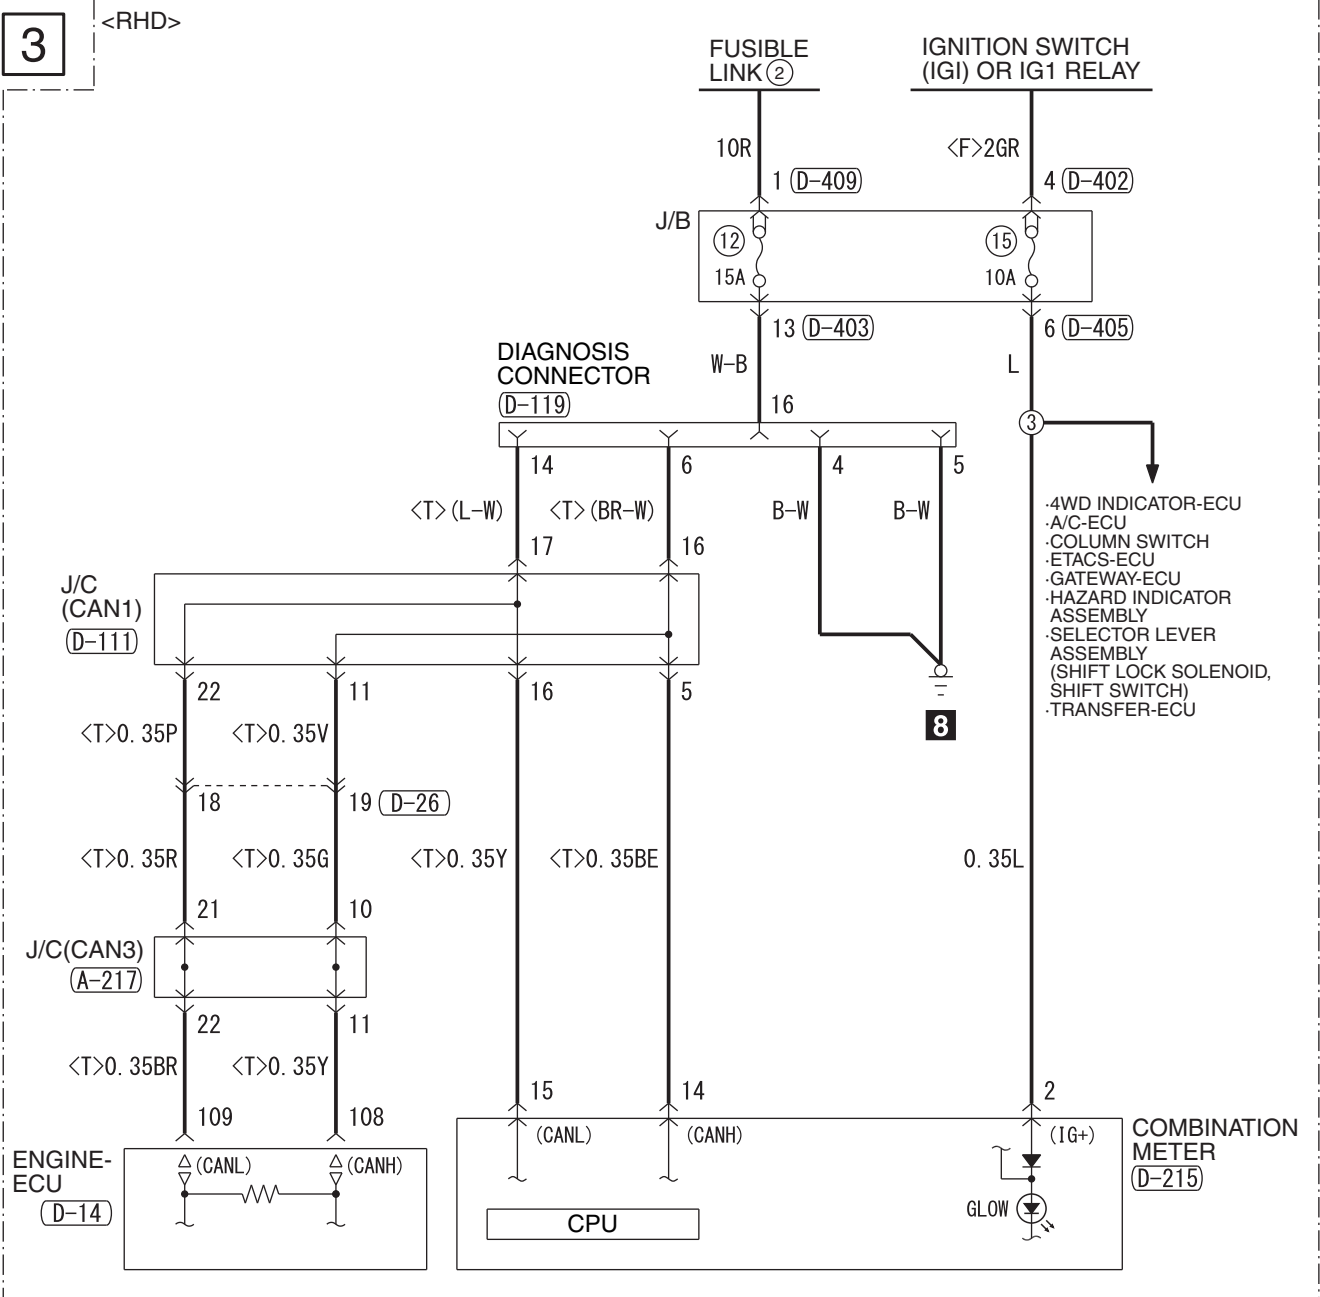 3
<RHD>
FUSIBLE
LINK 2
IGNITION SWITCH
(IGI) OR IG1 RELAY
10R
<F>2GR
1 (D-409)
4 (D-402)
J/B
12
15A
15
10A
13 (D-403)
6 (D-405)
W-B
L
DIAGNOSIS
CONNECTOR
(D-119)
16
3
14
6
4
5
<T>(L-W)
<T>(BR-W)
B-W
B-W
·4WD INDICATOR-ECU
·A/C-ECU
·COLUMN SWITCH
·ETACS-ECU
·GATEWAY-ECU
·HAZARD INDICATOR
ASSEMBLY
·SELECTOR LEVER
ASSEMBLY
(SHIFT LOCK SOLENOID,
SHIFT SWITCH)
·TRANSFER-ECU
17
16
J/C
(CAN1)
(D-111)
22
11
16
5
8
<T>0.35P
<T>0.35V
18
19 (D-26)
<T>0.35R
<T>0.35G
<T>0.35Y
<T>0.35BE
0.35L
21
10
J/C(CAN3)
(A-217)
22
11
<T>0.35BR
<T>0.35Y
109
108
15
14
2
ENGINE-
ECU
(D-14)
(CANL)
(CANH)
(CANL)
(CANH)
(IG+)
COMBINATION
METER
(D-215)
GLOW
CPU